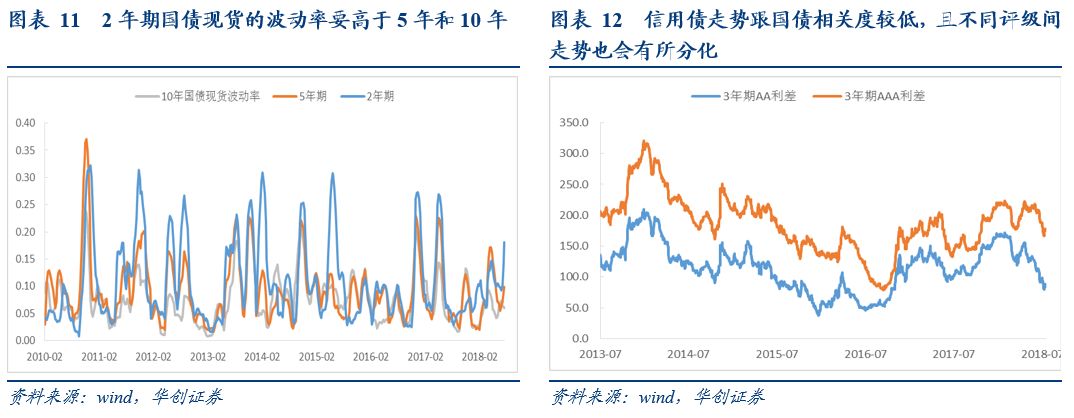 图表 11 2 年期国债现货的波动率要高于 5 年和 10 年
10年国债现货波动率 5年期 2年期
0.40
0.35
0.30
0.25
0.20
0.15
0.10
0.05
0.00
2010-02 2011-02 2012-02 2013-02 2014-02 2015-02 2016-02 2017-02 2018-02
资料来源：wind，华创证券
图表 12 信用债走势跟国债相关度较低，且不同评级间
走势也会有所分化
3年期AA利差 3年期AAA利差
350.0
300.0
250.0
200.0
150.0
100.0
50.0
0.0
2013-07 2014-07 2015-07 2016-07 2017-07 2018-07
资料来源：wind，华创证券